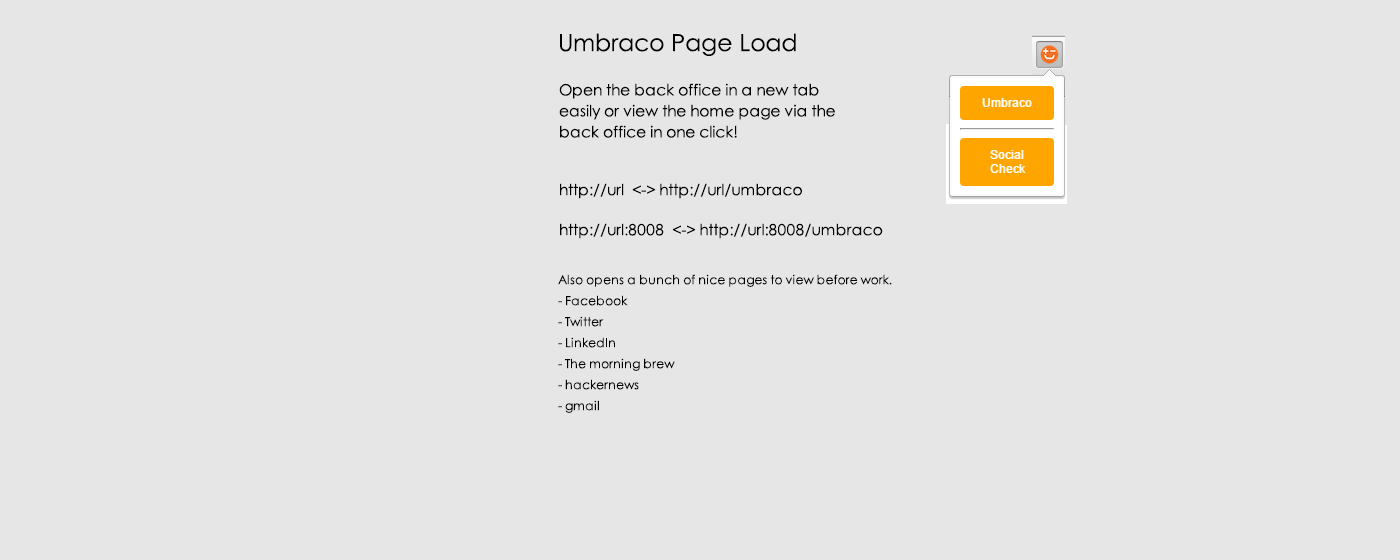 Umbraco Page Load
Open the back office in a new tab
easily or view the home page via the
back office in one click!
http://url <-> http://url/umbraco
http://url:8008 <-> http://url:8008/umbraco
Also opens a bunch of nice pages to view before work.
- Facebook
- Twitter
- LinkedIn
- The morning brew
- hackernews
- gmail
Umbraco
Social
Check